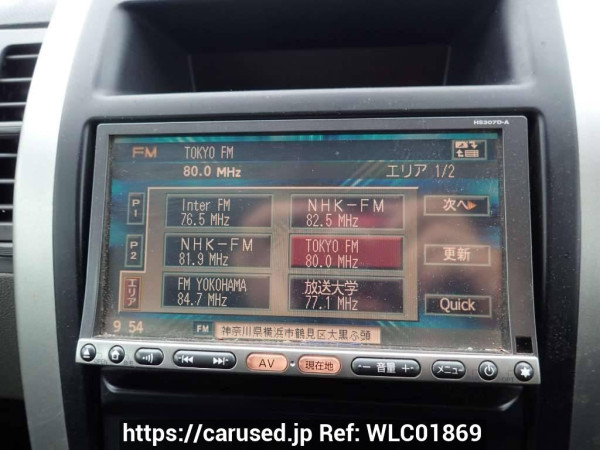 HS307D-A
FM TOKYO FM
80.0 MHz エリア 1/2
P1 Inter FM 76.5 MHz NHK-FM 82.5 MHz 次へ
P2 NHK-FM 81.9 MHz TOKYO FM 80.0 MHz 更新
エリア FM YOKOHAMA 84.7 MHz 放送大学 77.1 MHz Quick
9 54 FM 神奈川県横浜市鶴見区大黒ふ頭
AV 現在地 − 音量 + メニュー
https://carused.jp Ref: WLC01869